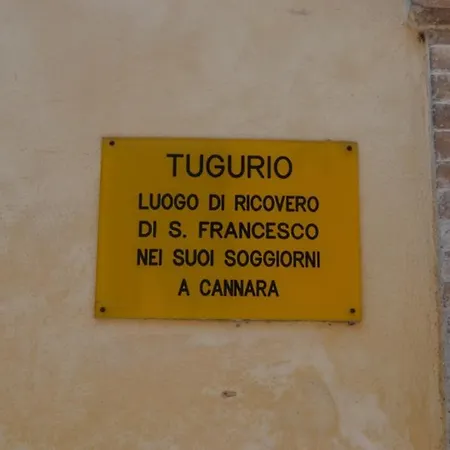 TUGURIO
LUOGO DI RICOVERO
DI S. FRANCESCO
NEI SUOI SOGGIORNI
A CANNARA